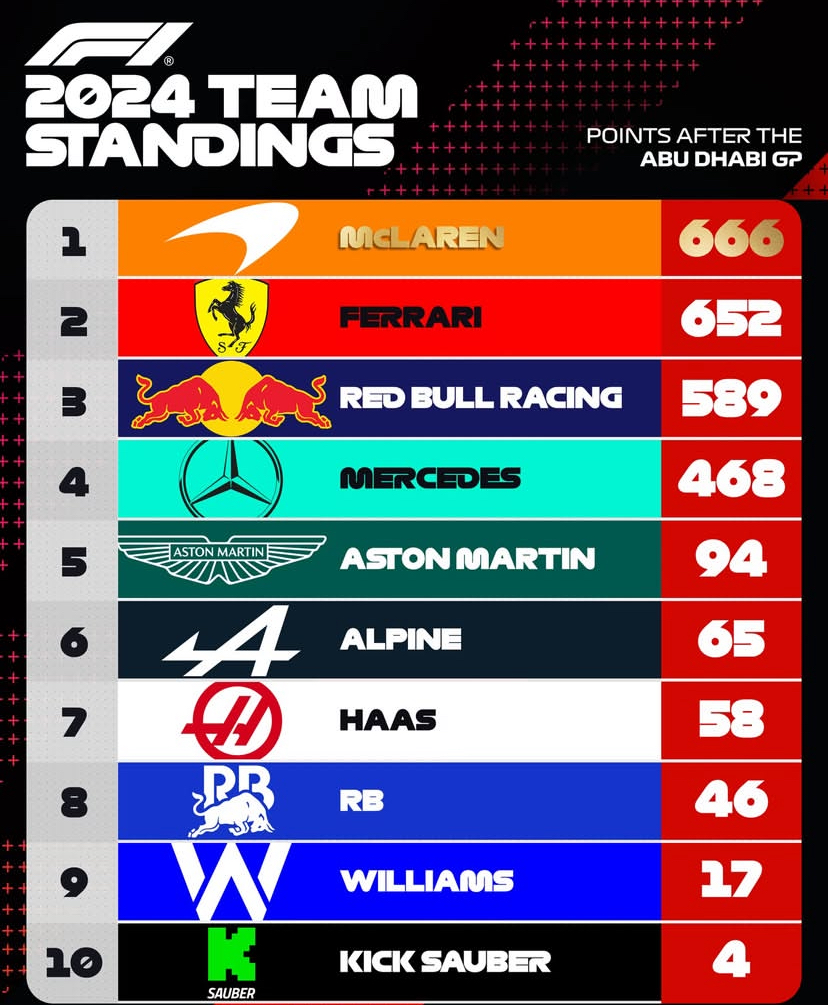 F1®
2024 TEAM
STANDINGS
POINTS AFTER THE
ABU DHABI GP
1 McLAREN 666
2 S F FERRARI 652
3 RED BULL RACING 589
4 MERCEDES 468
5 ASTON MARTIN ASTON MARTIN 94
6 A ALPINE 65
7 H HAAS 58
8 RB RB 46
9 W WILLIAMS 17
10 K SAUBER KICK SAUBER 4